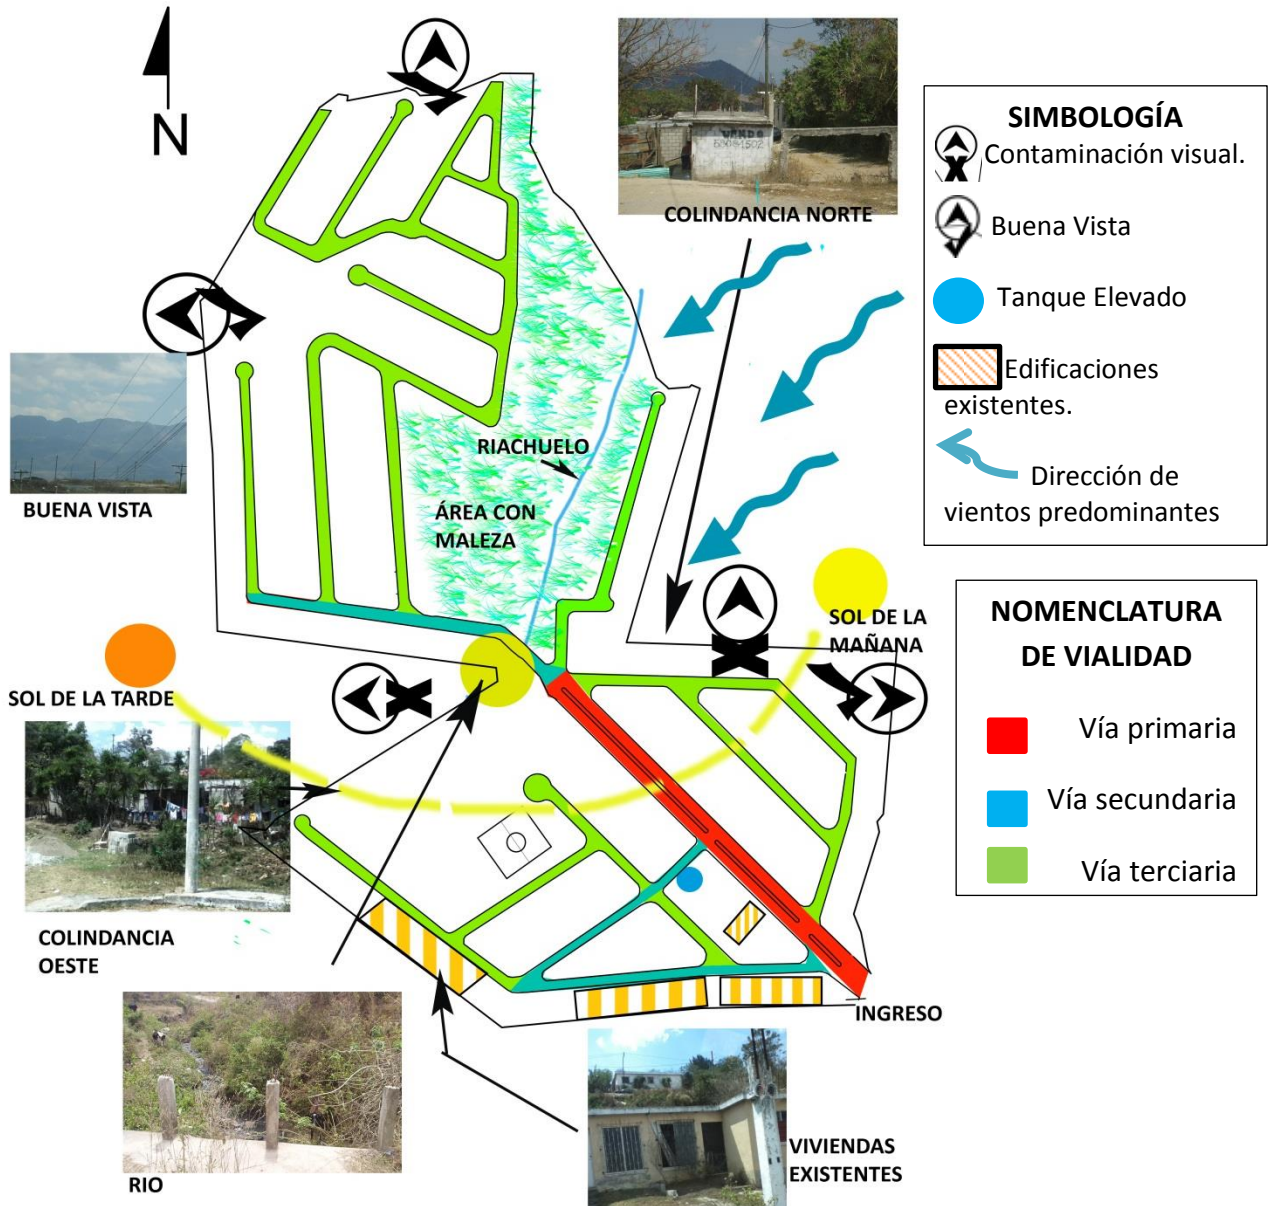 N
COLINDANCIA NORTE
VENDO
SIMBOLOGÍA
Contaminación visual.
Buena Vista
Tanque Elevado
Edificaciones
existentes.
Dirección de
vientos predominantes
BUENA VISTA
RIACHUELO
ÁREA CON
MALEZA
SOL DE LA
MAÑANA
SOL DE LA TARDE
NOMENCLATURA
DE VIALIDAD
Vía primaria
Vía secundaria
Vía terciaria
COLINDANCIA
OESTE
INGRESO
RIO
VIVIENDAS
EXISTENTES